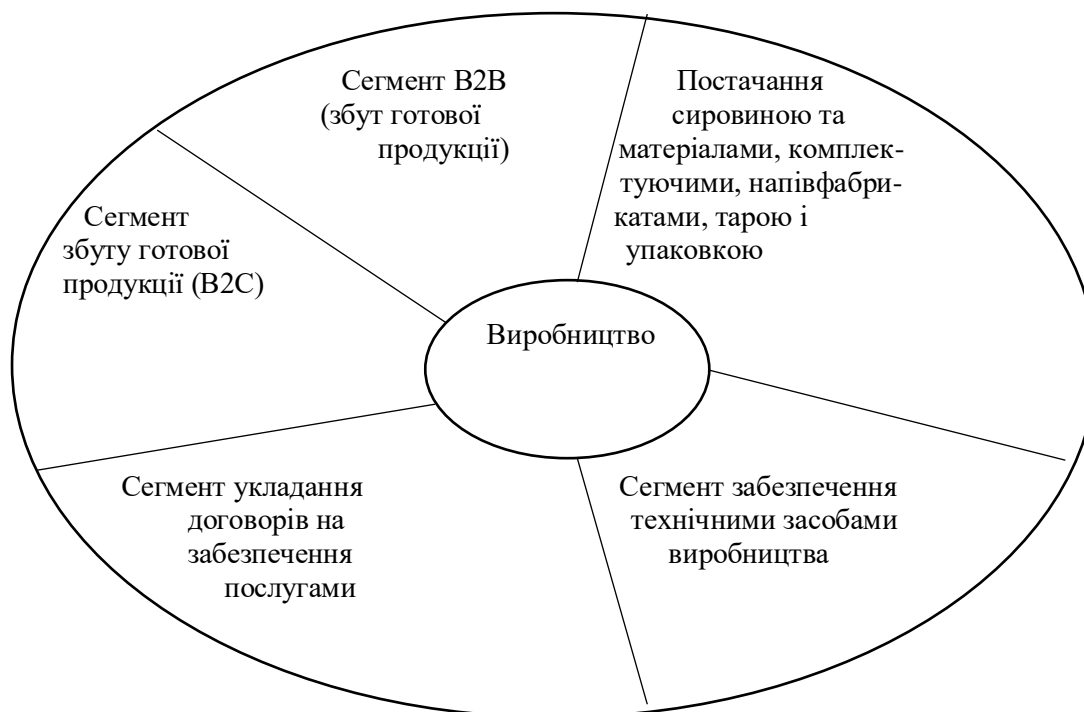 Сегмент B2B
(збут готової
продукції)
Постачання
сировиною та
матеріалами, комплек-
туючими, напівфабри-
катами, тарою і
упаковкою
Сегмент
збуту готової
продукції (B2C)
Виробництво
Сегмент укладання
договорів на
забезпечення
послугами
Сегмент забезпечення
технічними засобами
виробництва